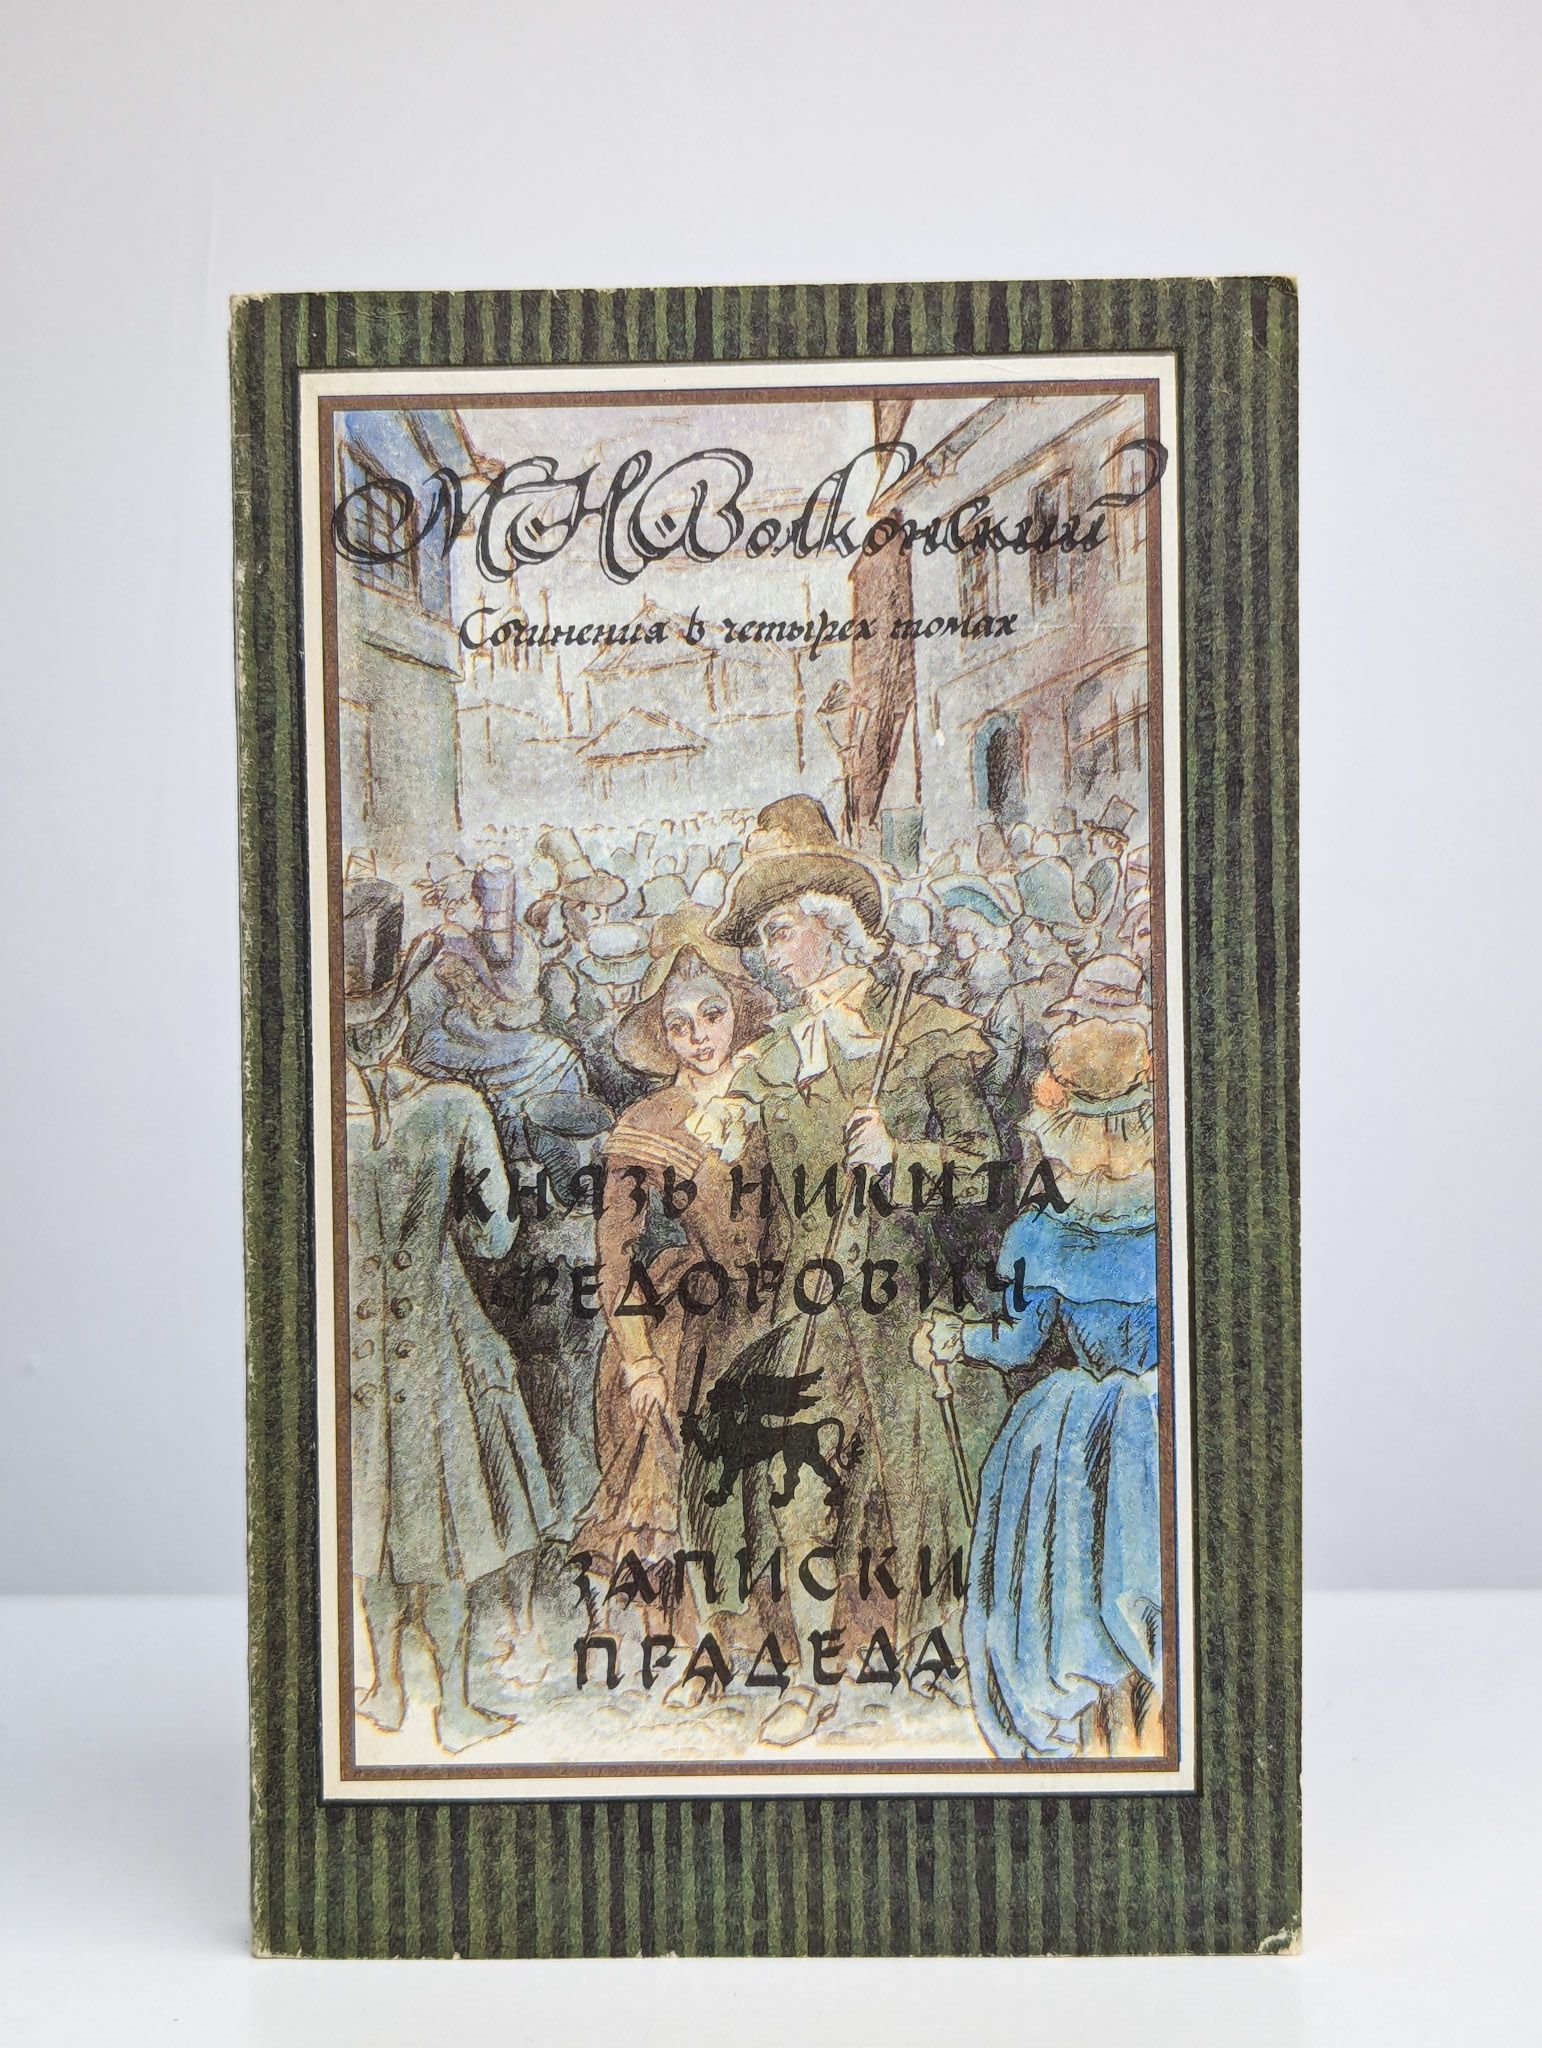 М Н Волконский
Сочинения в четырех томах
КНЯЗЬ НИКИТА
ФЕДОРОВИЧ
ЗАПИСКИ
ПРАДЕДА